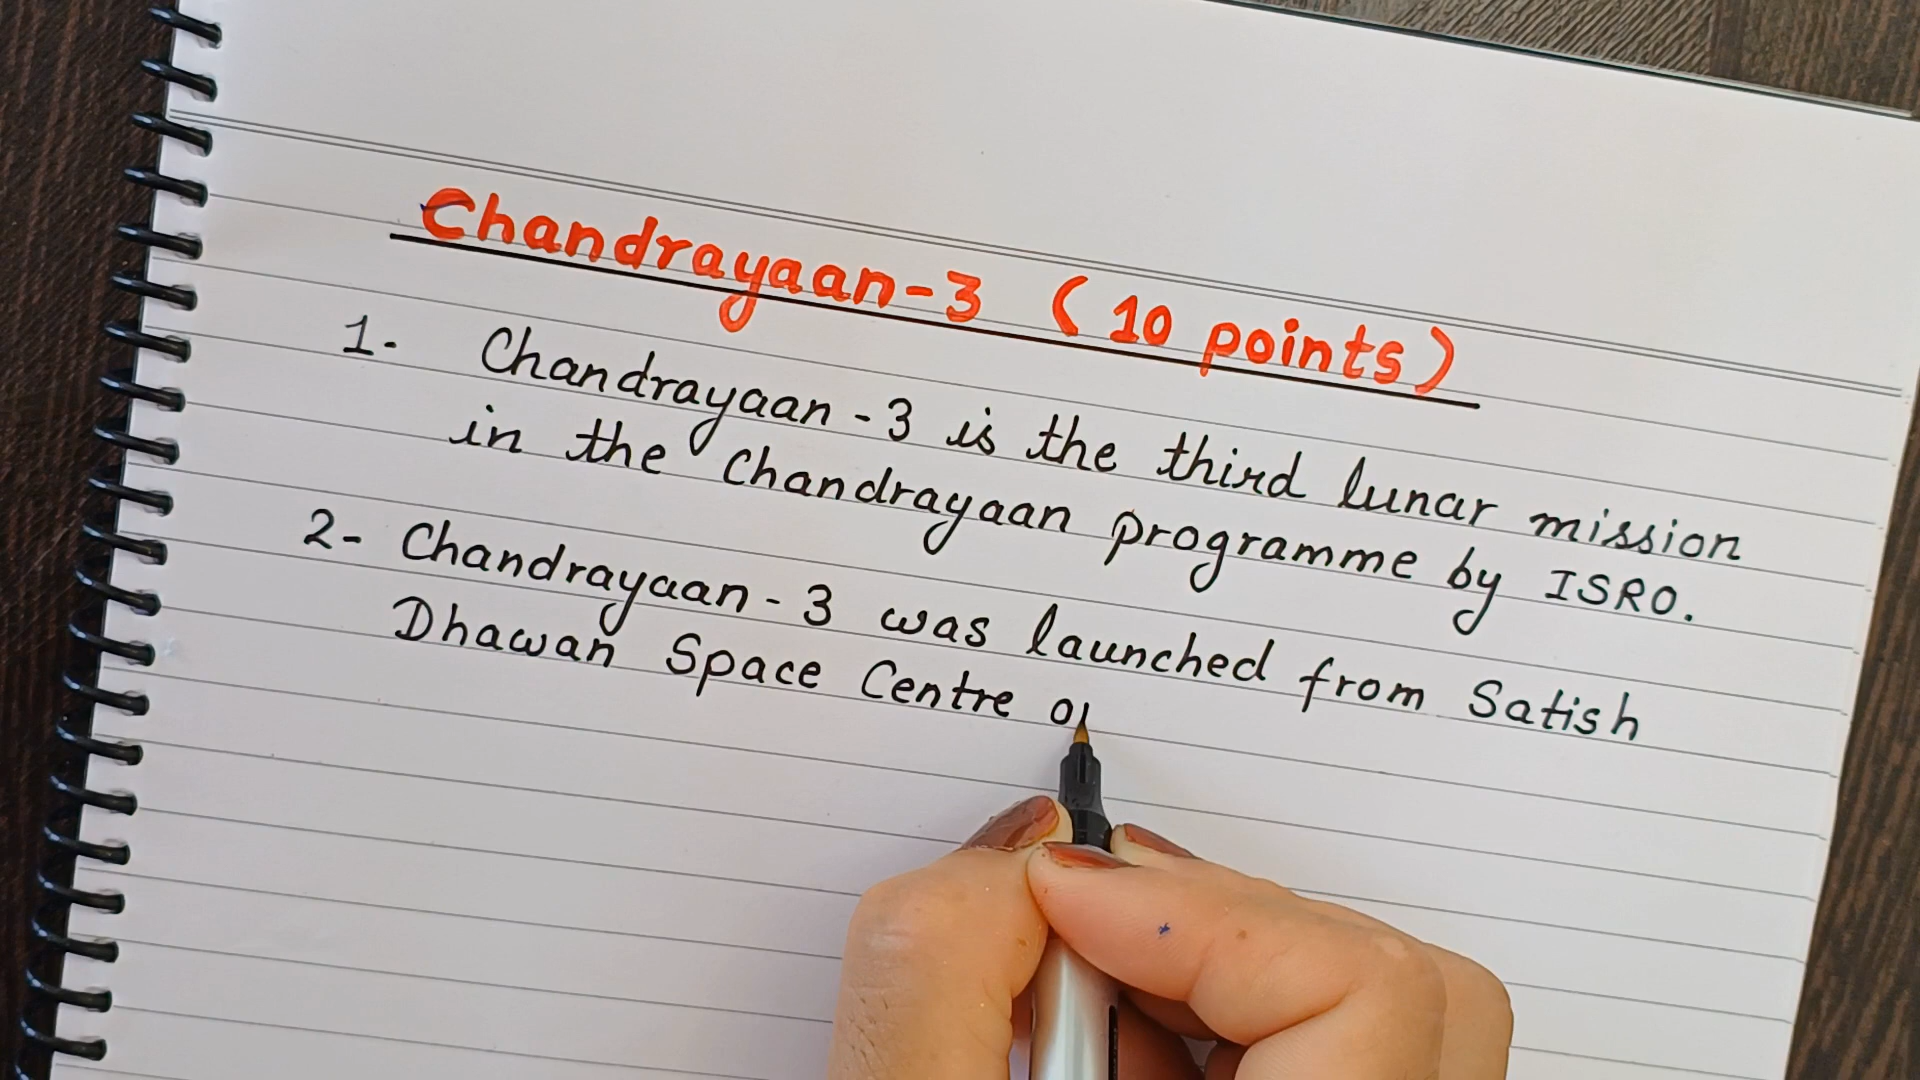 Chandrayaan-3 (10 points)
1. Chandrayaan-3 is the third lunar mission
in the Chandrayaan programme by ISRO.
2- Chandrayaan-3 was launched from Satish
Dhawan Space Centre